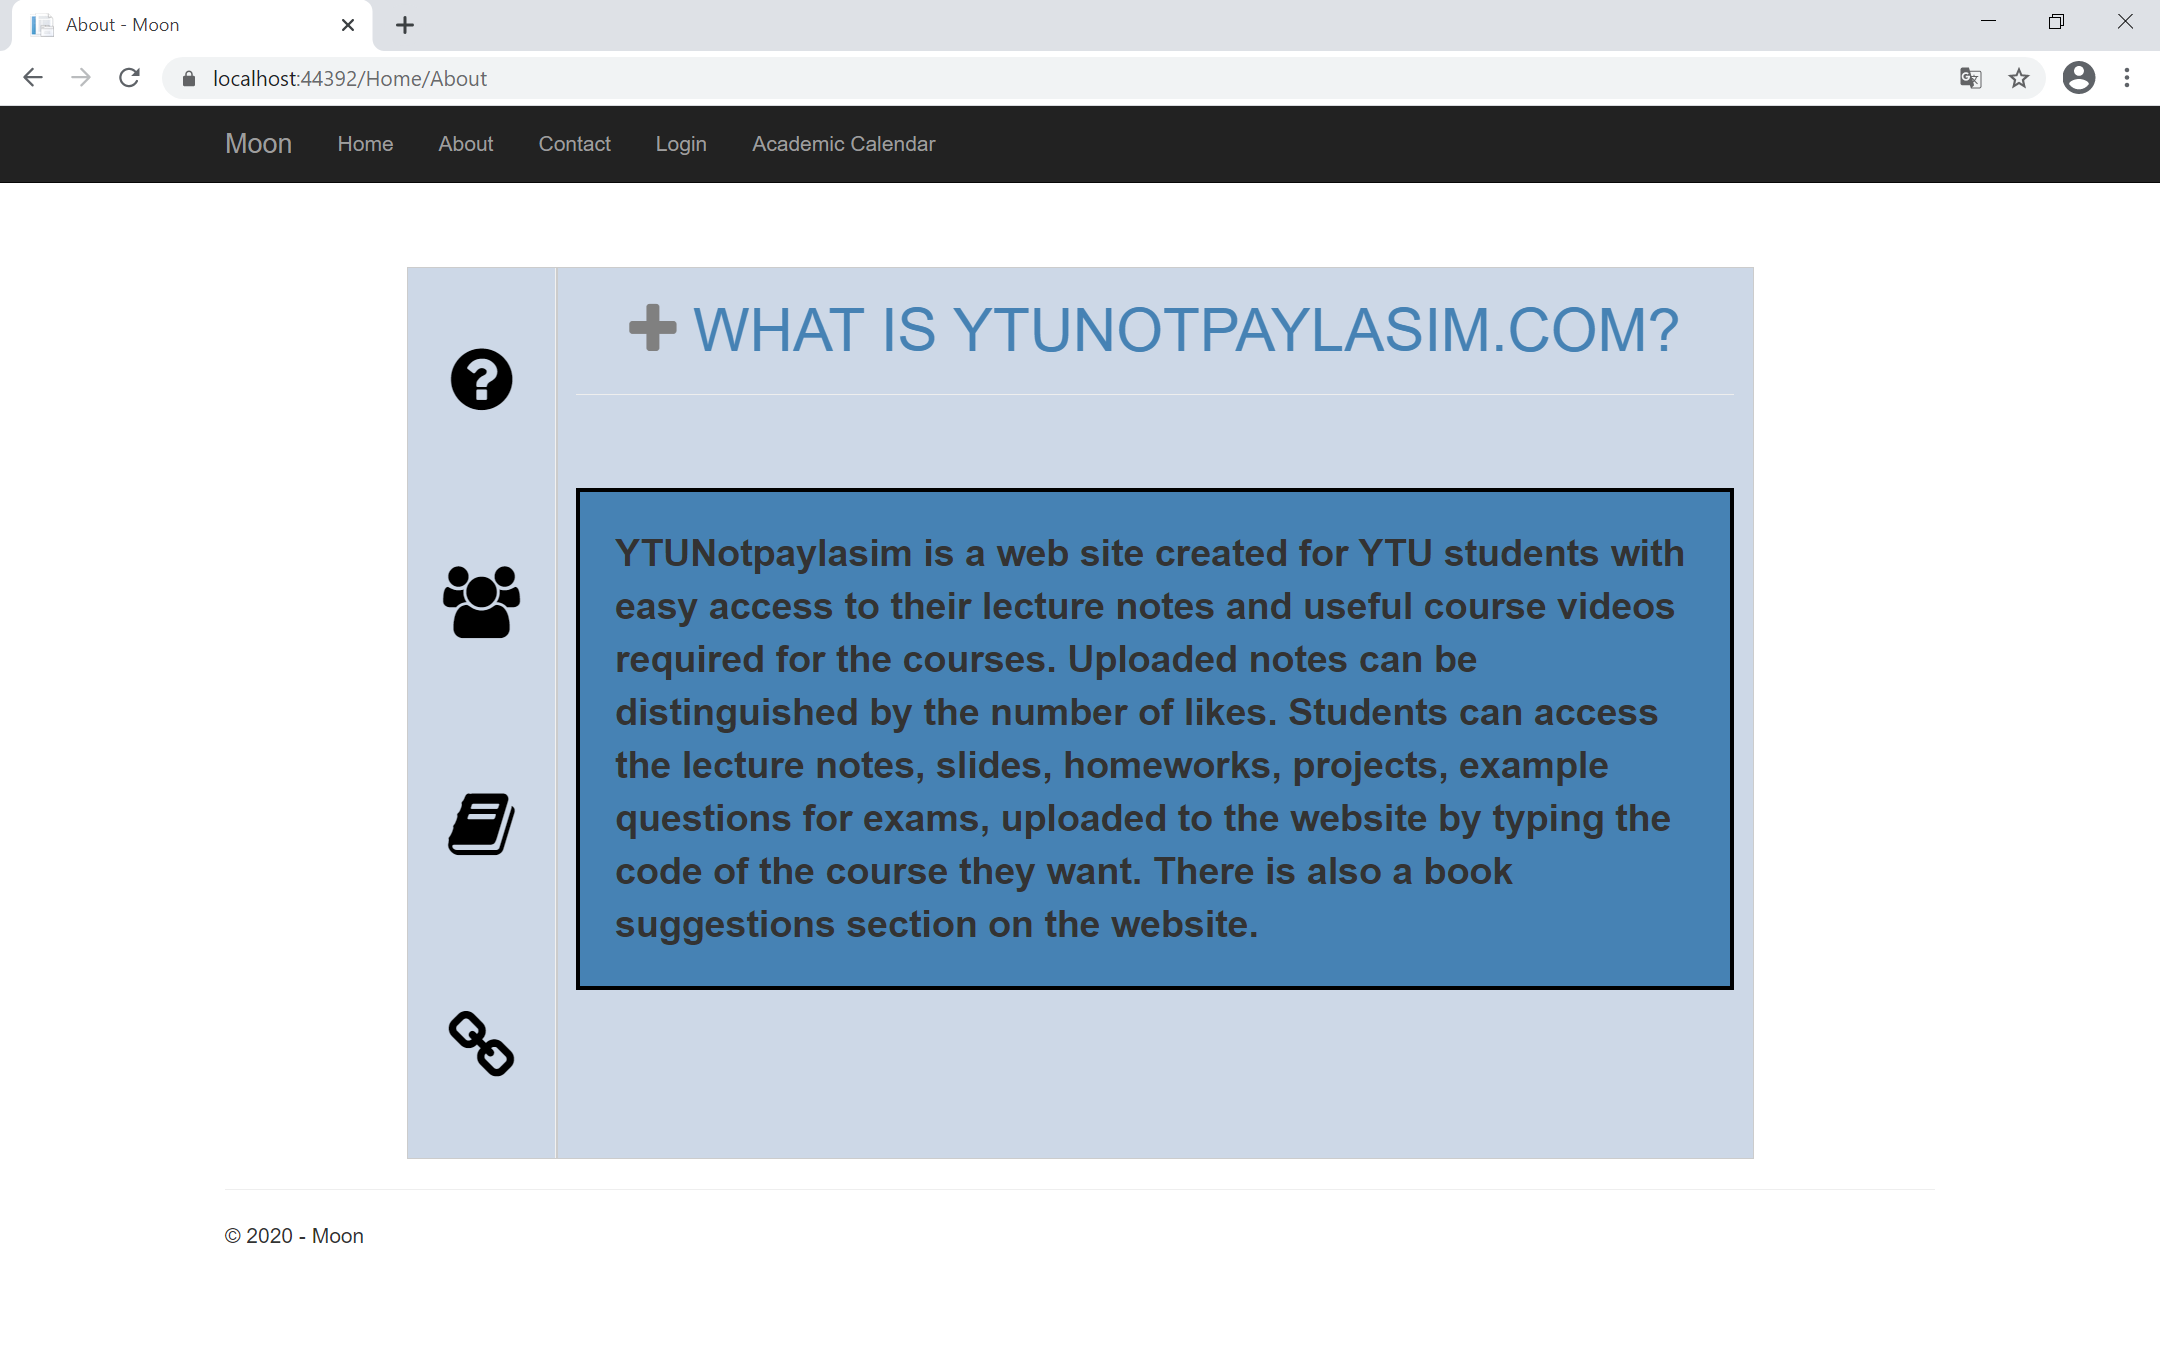 About - Moon
localhost:44392/Home/About
Moon Home About Contact Login Academic Calendar
WHAT IS YTUNOTPAYLASIM.COM?
YTUNotpaylasim is a web site created for YTU students with
easy access to their lecture notes and useful course videos
required for the courses. Uploaded notes can be
distinguished by the number of likes. Students can access
the lecture notes, slides, homeworks, projects, example
questions for exams, uploaded to the website by typing the
code of the course they want. There is also a book
suggestions section on the website.
© 2020 - Moon